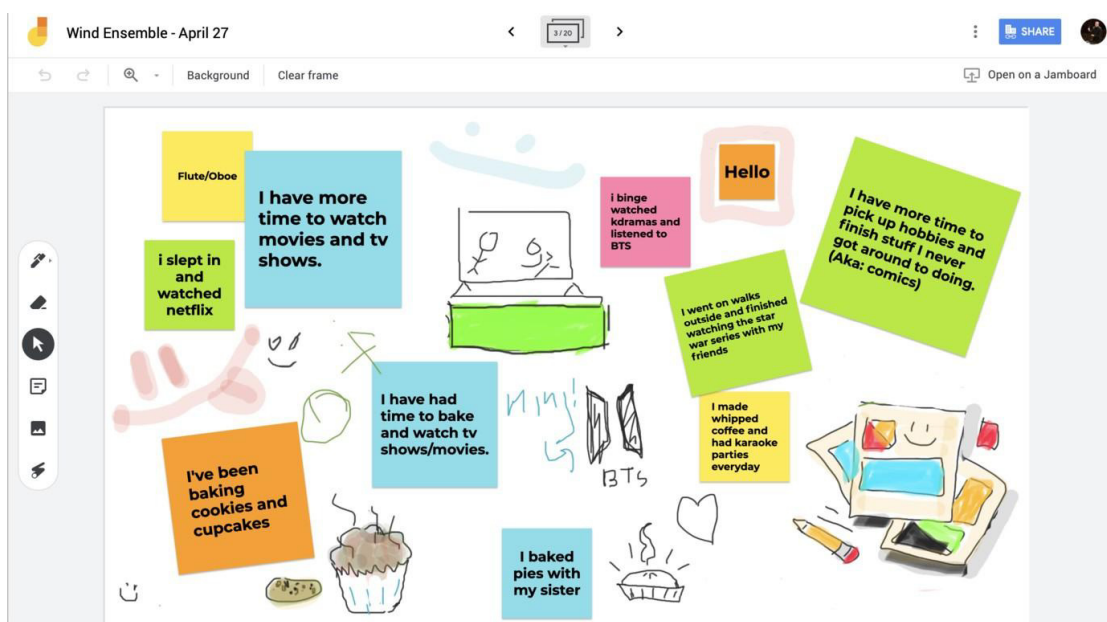 Wind Ensemble - April 27
3/20
SHARE
Background
Clear frame
Open on a Jamboard
Flute/Oboe
I have more
time to watch
movies and tv
shows.
i slept in
and
watched
netflix
i binge
watched
kdramas and
listened to
BTS
Hello
I have more time to
pick up hobbies and
finish stuff I never
got around to doing.
(Aka: comics)
I went on walks
outside and finished
watching the star
war series with my
friends
I have had
time to bake
and watch tv
shows/movies.
BTS
I made
whipped
coffee and
had karaoke
parties
everyday
I've been
baking
cookies and
cupcakes
I baked
pies with
my sister